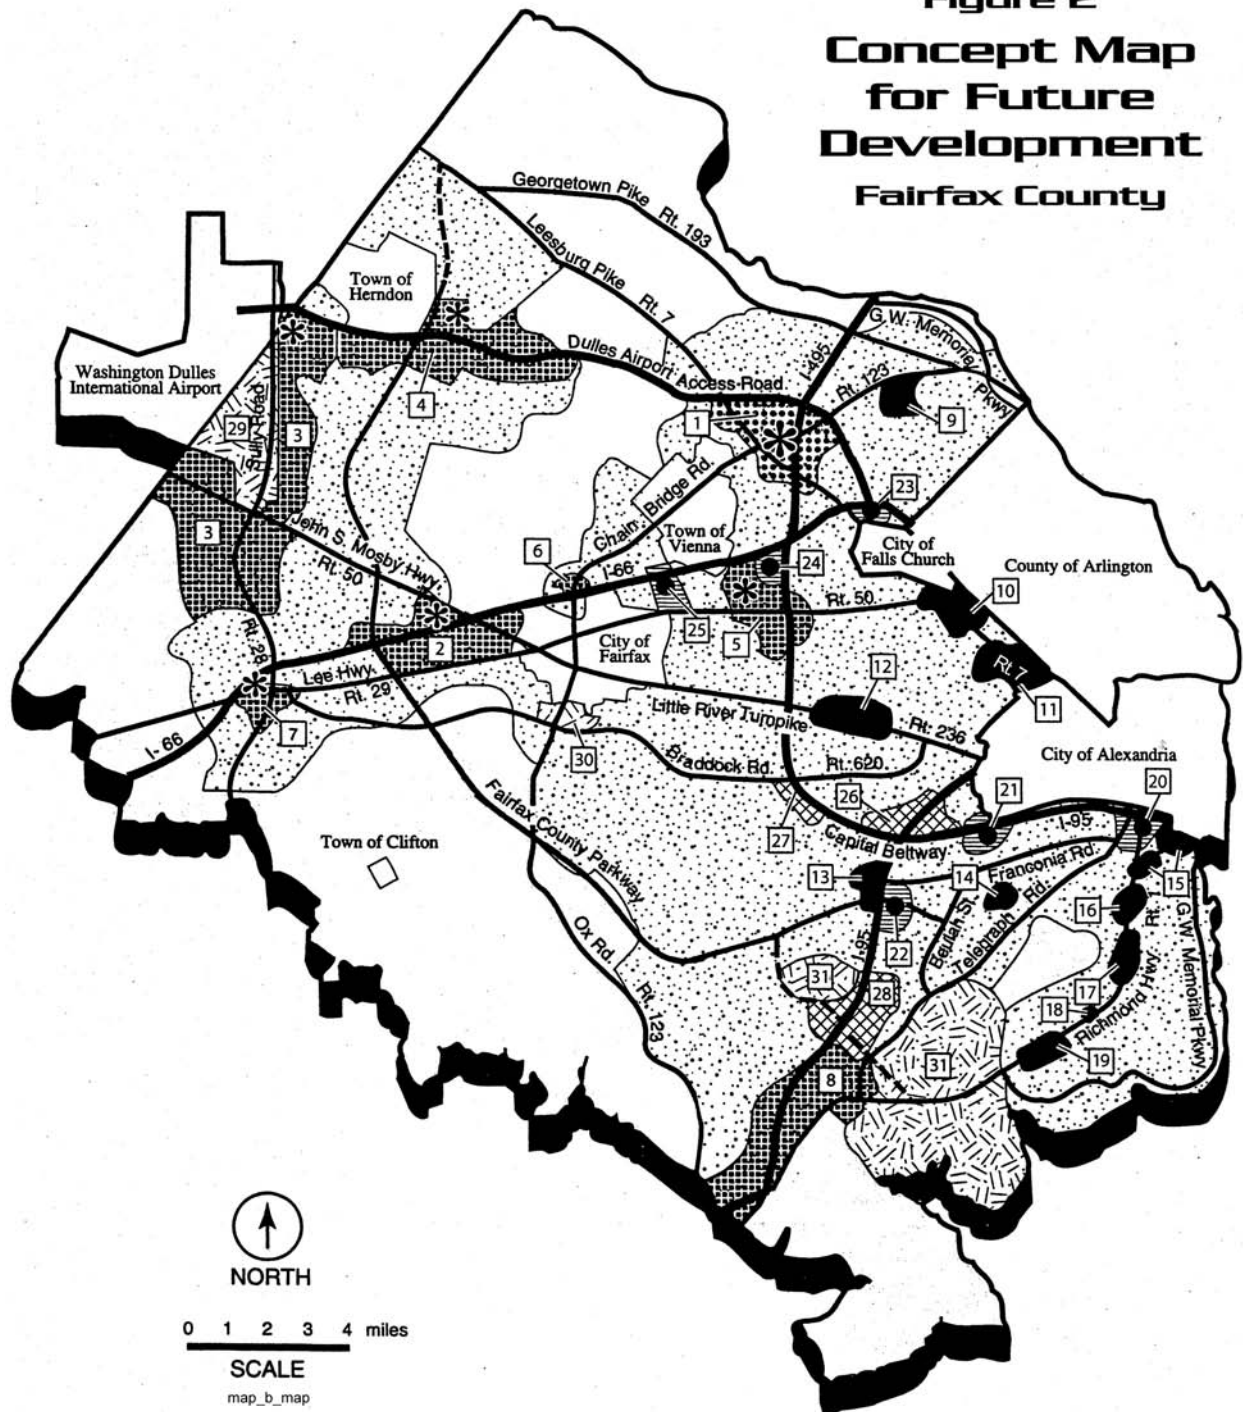 Figure 2
Concept Map
for Future
Development
Fairfax County
Georgetown Pike Rt. 193
Leesburg Pike Rt. 7
Town of
Herndon
G.W. Memorial Pkwy
I-495
Rt. 123
Dulles Airport Access Road
Washington Dulles
International Airport
Sully Road
4
1
9
29
3
3
23
Chain Bridge Rd.
John S. Mosby Hwy.
Rt. 50
Town of
Vienna
City of
Falls Church
County of Arlington
6
I-66
24
10
Rt. 50
25
5
Rt. 28
2
City of
Fairfax
12
Rt. 7
11
Lee Hwy.
Rt. 29
Little River Turnpike
Rt. 236
7
I-66
30
Braddock Rd.
Rt. 620
City of Alexandria
26
21
20
27
Capital Beltway
I-95
Fairfax County Parkway
Town of Clifton
Franconia Rd.
13
14
15
Beulah St.
Telegraph Rd.
16
Rt. 1
G.W. Memorial Pkwy
Ox Rd.
Rt. 123
I-95
22
31
28
17
18
Richmond Hwy.
19
8
31
NORTH
0 1 2 3 4 miles
SCALE
map_b_map